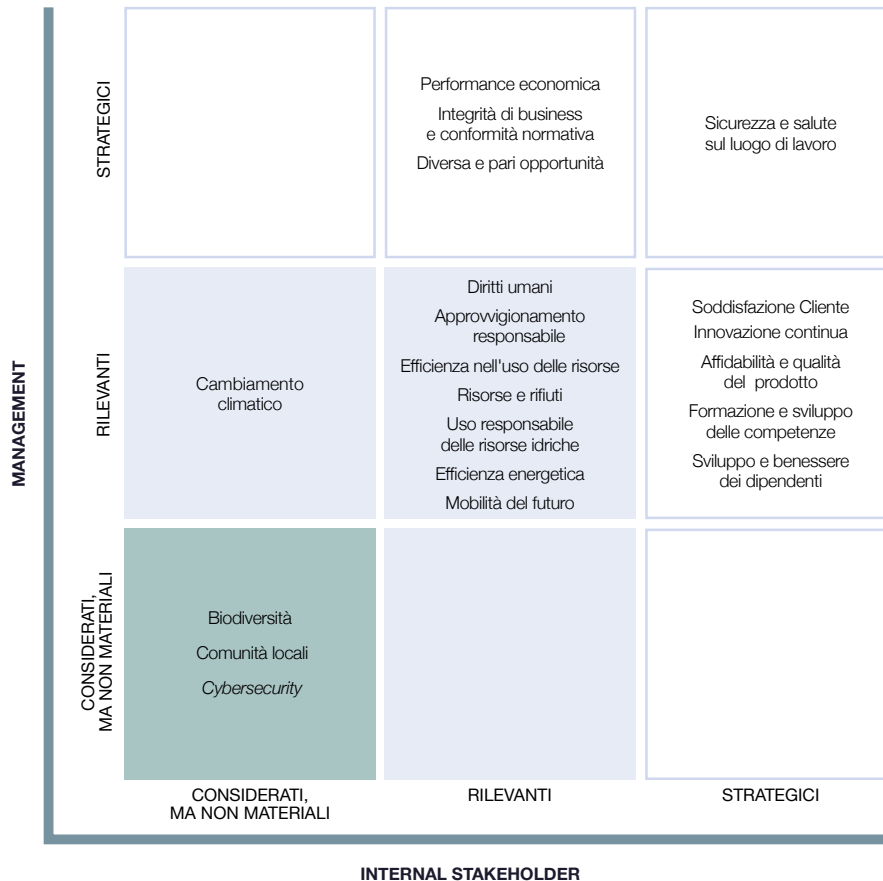 MANAGEMENT
STRATEGICI
Performance economica
Integrità di business
e conformità normativa
Diversa e pari opportunità
Sicurezza e salute
sul luogo di lavoro
RILEVANTI
Cambiamento
climatico
Diritti umani
Approvvigionamento
responsabile
Efficienza nell'uso delle risorse
Risorse e rifiuti
Uso responsabile
delle risorse idriche
Efficienza energetica
Mobilità del futuro
Soddisfazione Cliente
Innovazione continua
Affidabilità e qualità
del prodotto
Formazione e sviluppo
delle competenze
Sviluppo e benessere
dei dipendenti
CONSIDERATI,
MA NON MATERIALI
Biodiversità
Comunità locali
Cybersecurity
CONSIDERATI,
MA NON MATERIALI
RILEVANTI
STRATEGICI
INTERNAL STAKEHOLDER